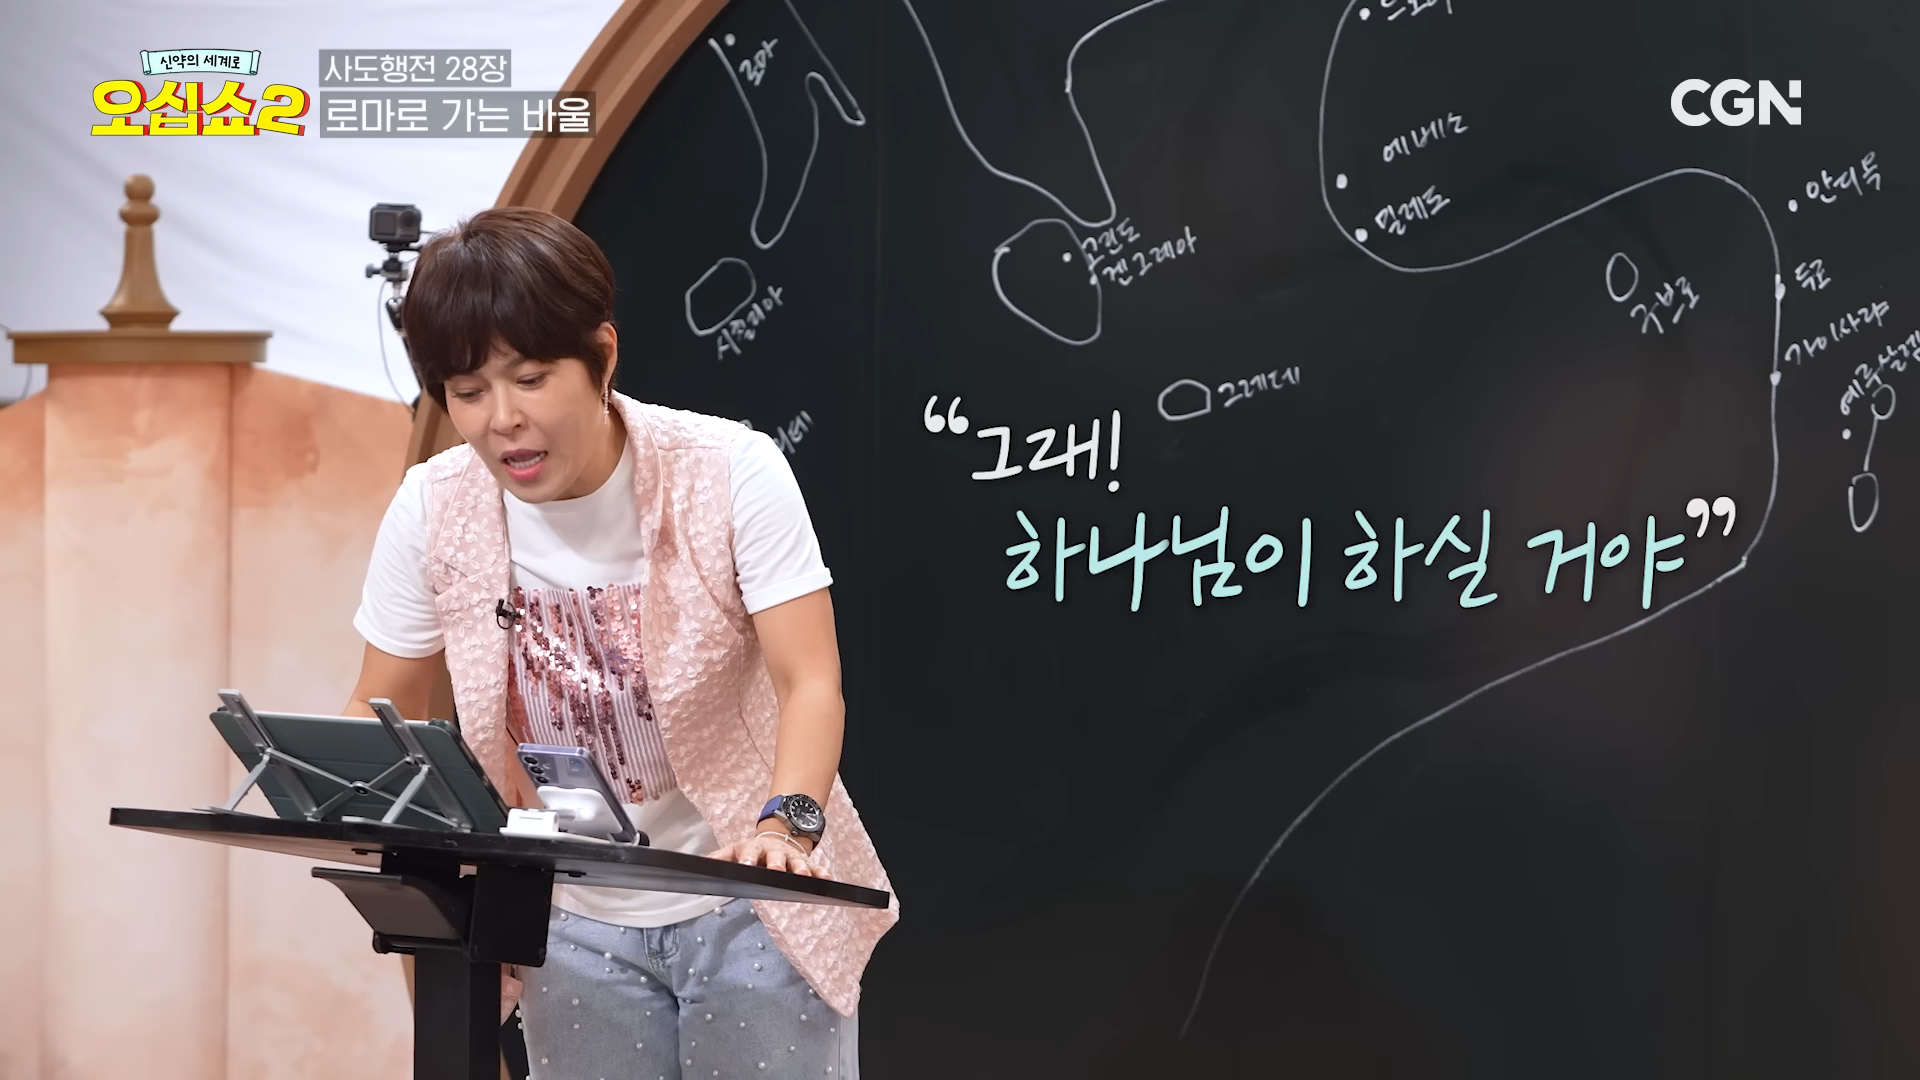 신약의 세계로
오십쇼2
사도행전 28장
로마로 가는 바울
CGN
로마
에베소
밀레도
안디옥
고린도
겐그레아
시칠리아
구브로
두로
가이사랴
예루살렘
그레데
“그래!
하나님이 하실 거야”